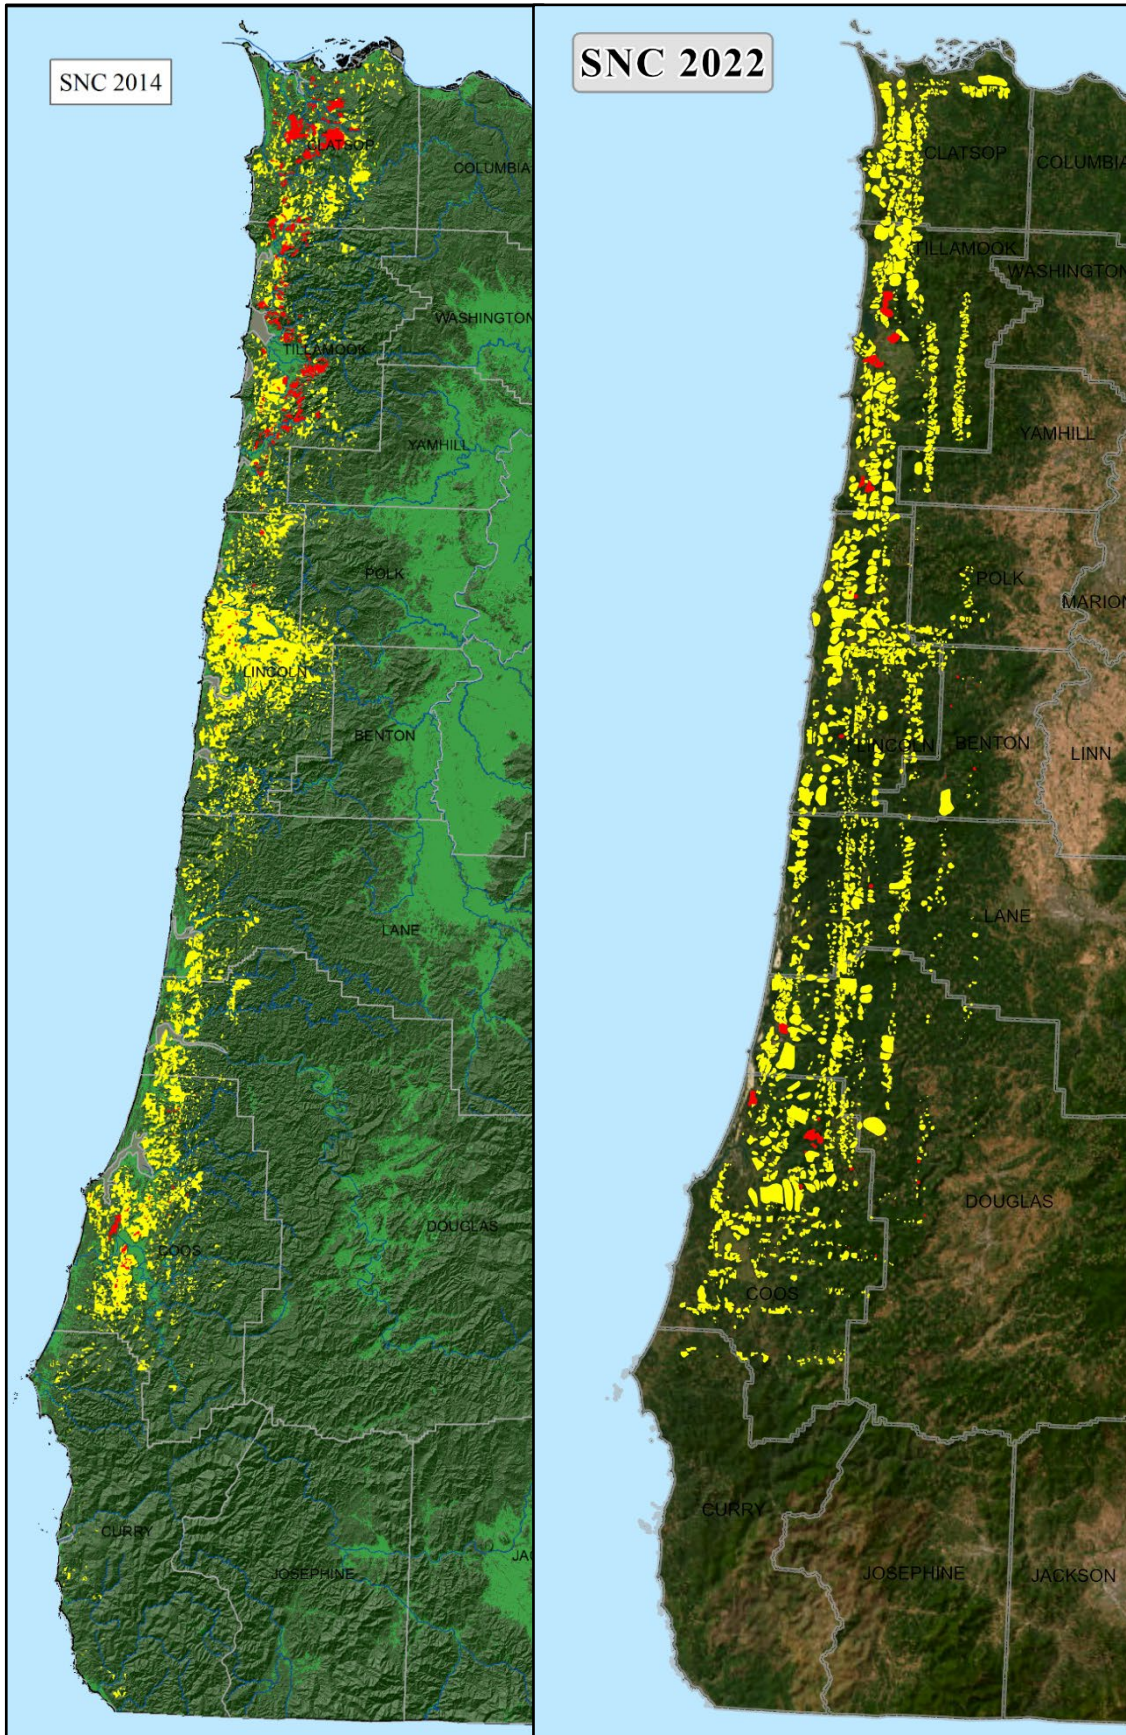 SNC 2014
CLATSOP
COLUMBIA
WASHINGTON
TILLAMOOK
YAMHILL
POLK
LINCOLN
BENTON
LANE
DOUGLAS
COOS
CURRY
JOSEPHINE
SNC 2022
CLATSOP
COLUMBIA
TILLAMOOK
WASHINGTON
YAMHILL
POLK
MARION
LINCOLN
BENTON
LINN
LANE
DOUGLAS
COOS
CURRY
JOSEPHINE
JACKSON